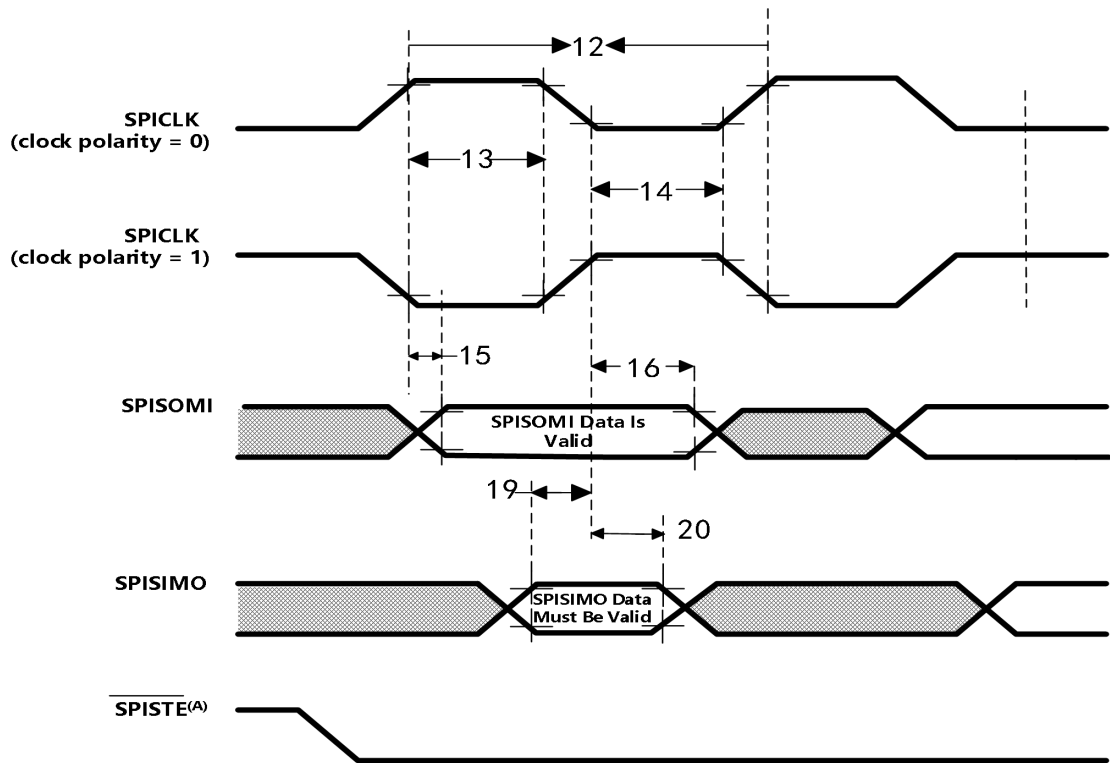 12
SPICLK
(clock polarity = 0)
13
14
SPICLK
(clock polarity = 1)
15
16
SPISOMI
SPISOMI Data Is
Valid
19
20
SPISIMO
SPISIMO Data
Must Be Valid
SPISTE(A)